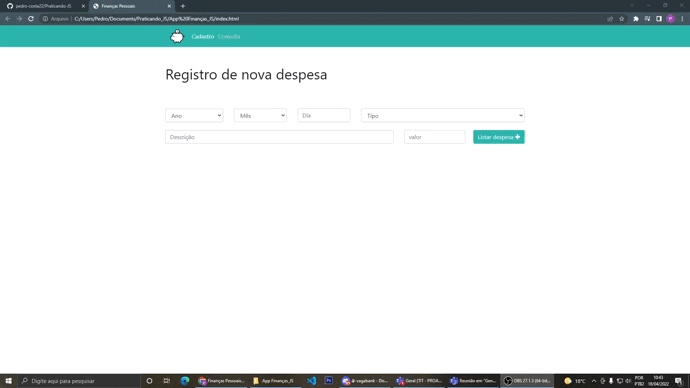 pedro-costa22/Praticando-JS
Finanças Pessoais
Arquivo | C:/Users/Pedro/Documents/Praticando_JS/App%20Finanças_JS/index.html
Cadastro Consulta
Registro de nova despesa
Ano Mês Dia Tipo
Descrição valor Listar despesa
Digite aqui para pesquisar
Finanças Pessoais...
App Finanças_JS
Geral (TIT - PROA...
Reunião em "Gen...
OBS 27.1.3 (64-bit...
18°C
POR
PTB2
10:43
18/04/2022